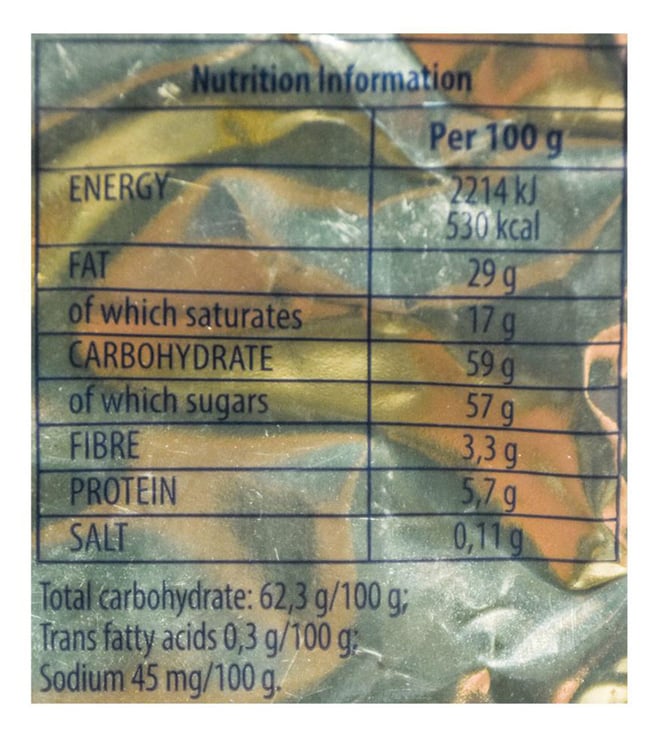 Nutrition Information
Per 100 g
ENERGY 2214 kJ
530 kcal
FAT 29 g
of which saturates 17 g
CARBOHYDRATE 59 g
of which sugars 57 g
FIBRE 3,3 g
PROTEIN 5,7 g
SALT 0,11 g
Total carbohydrate: 62,3 g/100 g;
Trans fatty acids 0,3 g/100 g;
Sodium 45 mg/100 g.